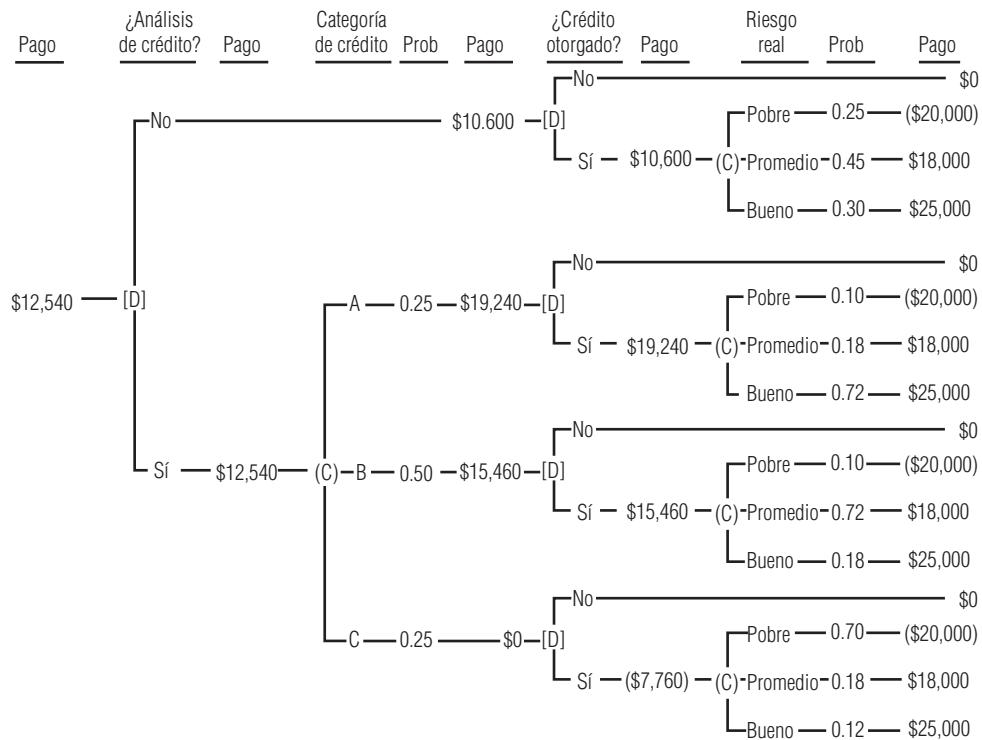 ¿Análisis Categoría ¿Crédito Riesgo
Pago de crédito? Pago de crédito Prob Pago otorgado? Pago real Prob Pago
No $0
Pobre 0.25 ($20,000)
No $10.600 [D]
Sí $10,600 (C) Promedio 0.45 $18,000
Bueno 0.30 $25,000
No $0
Pobre 0.10 ($20,000)
$12,540 [D] A 0.25 $19,240 [D]
Sí $19,240 (C) Promedio 0.18 $18,000
Bueno 0.72 $25,000
No $0
Pobre 0.10 ($20,000)
Sí $12,540 (C) B 0.50 $15,460 [D]
Sí $15,460 (C) Promedio 0.72 $18,000
Bueno 0.18 $25,000
No $0
Pobre 0.70 ($20,000)
C 0.25 $0 [D]
Sí ($7,760) (C) Promedio 0.18 $18,000
Bueno 0.12 $25,000